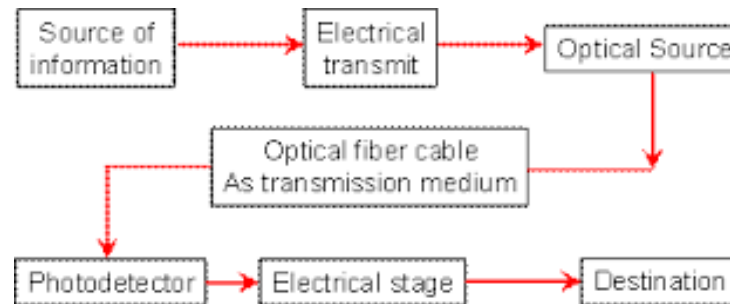 Source of
information
Electrical
transmit
Optical Source
Optical fiber cable
As transmission medium
Photodetector
Electrical stage
Destination